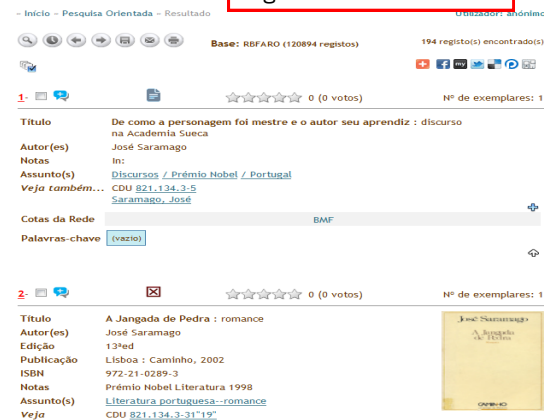 - Início - Pesquisa Orientada - Resultado
Utilizador: anónimo
Base: RBFARO (120894 registos)
194 registo(s) encontrado(s)
1-
0 (0 votos)
Nº de exemplares: 1
Título De como a personagem foi mestre e o autor seu aprendiz : discurso
na Academia Sueca
Autor(es) José Saramago
Notas In:
Assunto(s) Discursos / Prémio Nobel / Portugal
Veja também... CDU 821.134.3-5
Saramago, José
Cotas da Rede BMF
Palavras-chave (vazio)
2-
0 (0 votos)
Nº de exemplares: 1
Título A Jangada de Pedra : romance
Autor(es) José Saramago
Edição 13ªed
Publicação Lisboa : Caminho, 2002
ISBN 972-21-0289-3
Notas Prémio Nobel Literatura 1998
Assunto(s) Literatura portuguesa--romance
Veja CDU 821.134.3-31"19"
José Saramago
A Jangada
de Pedra
CAMINHO